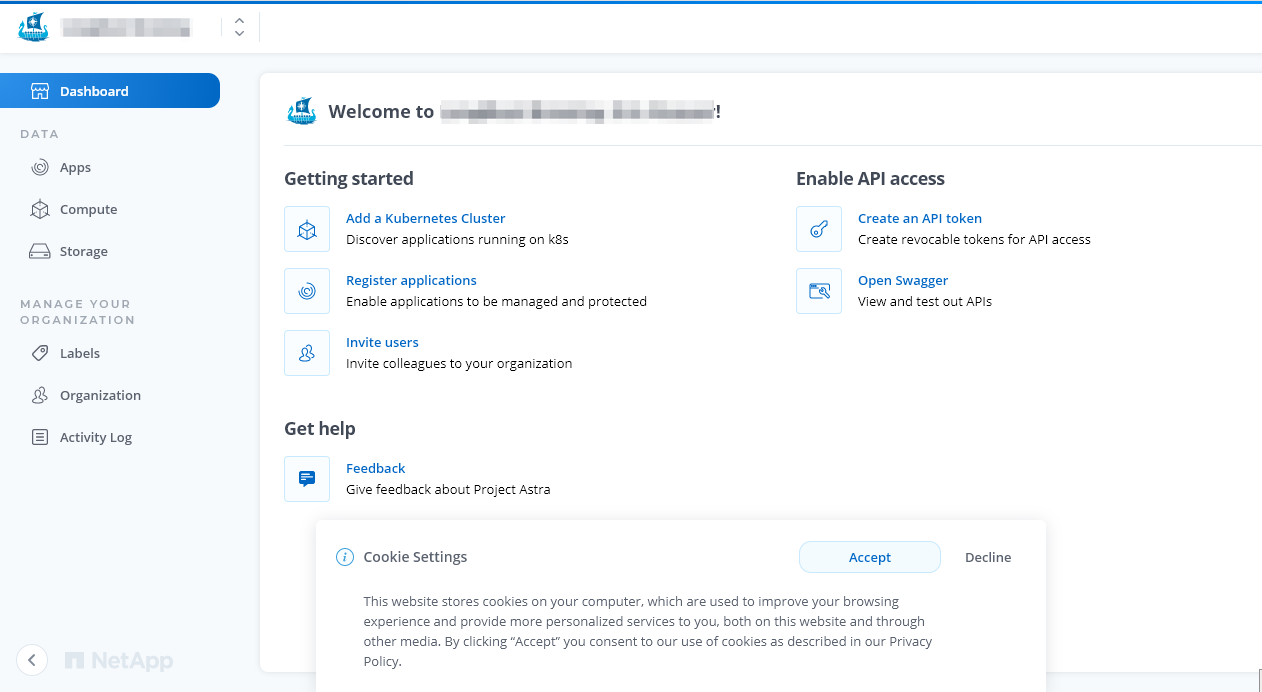 Dashboard
DATA
Apps
Compute
Storage
MANAGE YOUR
ORGANIZATION
Labels
Organization
Activity Log
NetApp
Welcome to !
Getting started
Add a Kubernetes Cluster
Discover applications running on k8s
Register applications
Enable applications to be managed and protected
Invite users
Invite colleagues to your organization
Enable API access
Create an API token
Create revocable tokens for API access
Open Swagger
View and test out APIs
Get help
Feedback
Give feedback about Project Astra
Cookie Settings
Accept
Decline
This website stores cookies on your computer, which are used to improve your browsing
experience and provide more personalized services to you, both on this website and through
other media. By clicking “Accept” you consent to our use of cookies as described in our Privacy
Policy.